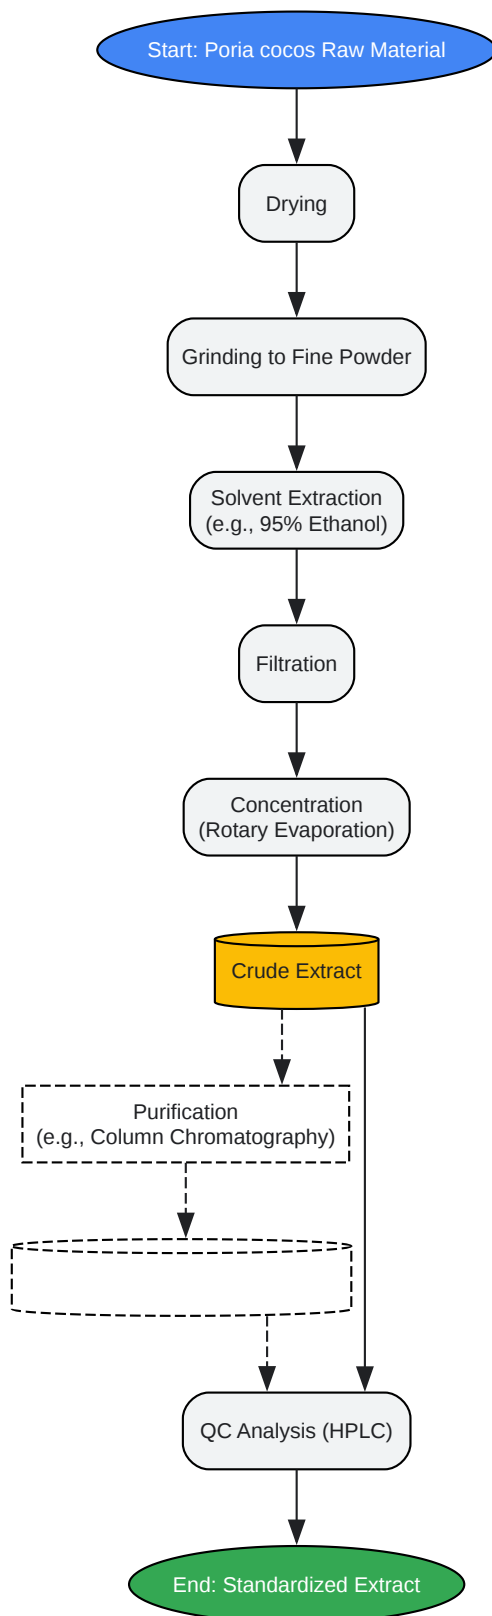 Start: Poria cocos Raw Material
Drying
Grinding to Fine Powder
Solvent Extraction
(e.g., 95% Ethanol)
Filtration
Concentration
(Rotary Evaporation)
Crude Extract
Purification
(e.g., Column Chromatography)
QC Analysis (HPLC)
End: Standardized Extract